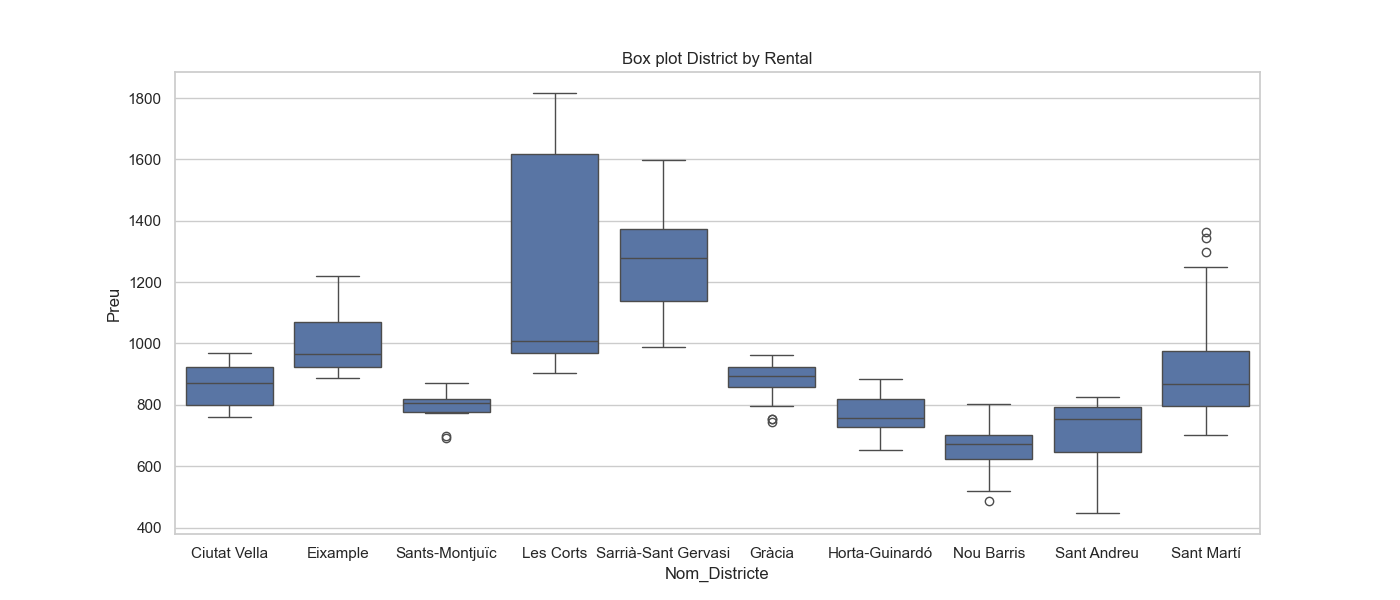 Box plot District by Rental
Preu
1800
1600
1400
1200
1000
800
600
400
Ciutat Vella Eixample Sants-Montjuïc Les Corts Sarrià-Sant Gervasi Gràcia Horta-Guinardó Nou Barris Sant Andreu Sant Martí
Nom_Districte